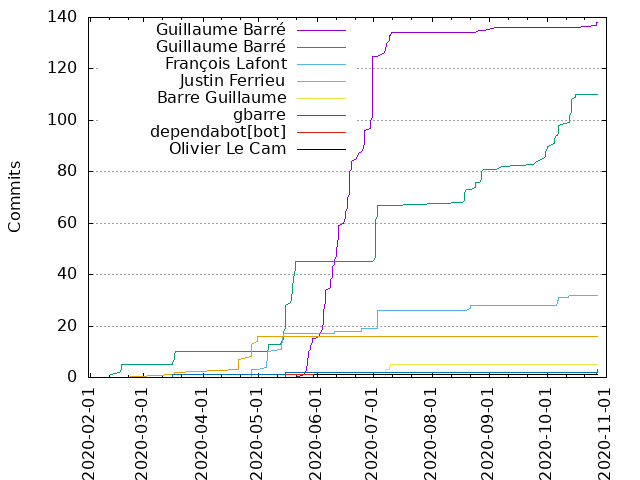 140
120
100
80
60
40
20
0
Commits
Guillaume Barré
Guillaume Barré
François Lafont
Justin Ferrieu
Barre Guillaume
gbarre
dependabot[bot]
Olivier Le Cam
2020-02-01
2020-03-01
2020-04-01
2020-05-01
2020-06-01
2020-07-01
2020-08-01
2020-09-01
2020-10-01
2020-11-01